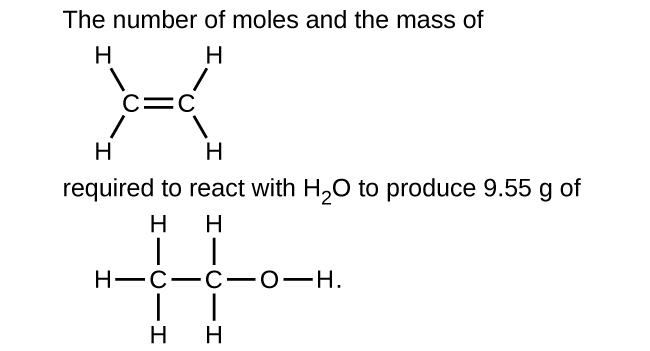 The number of moles and the mass of
H H
C=C
H H
required to react with H₂O to produce 9.55 g of
H H
H—C—C—O—H.
H H